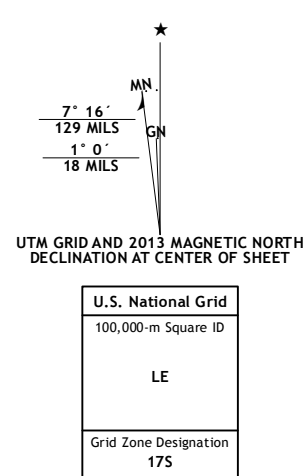 ★
MN
7° 16´
129 MILS
GN
1° 0´
18 MILS
UTM GRID AND 2013 MAGNETIC NORTH
DECLINATION AT CENTER OF SHEET
U.S. National Grid
100,000-m Square ID
LE
Grid Zone Designation
17S